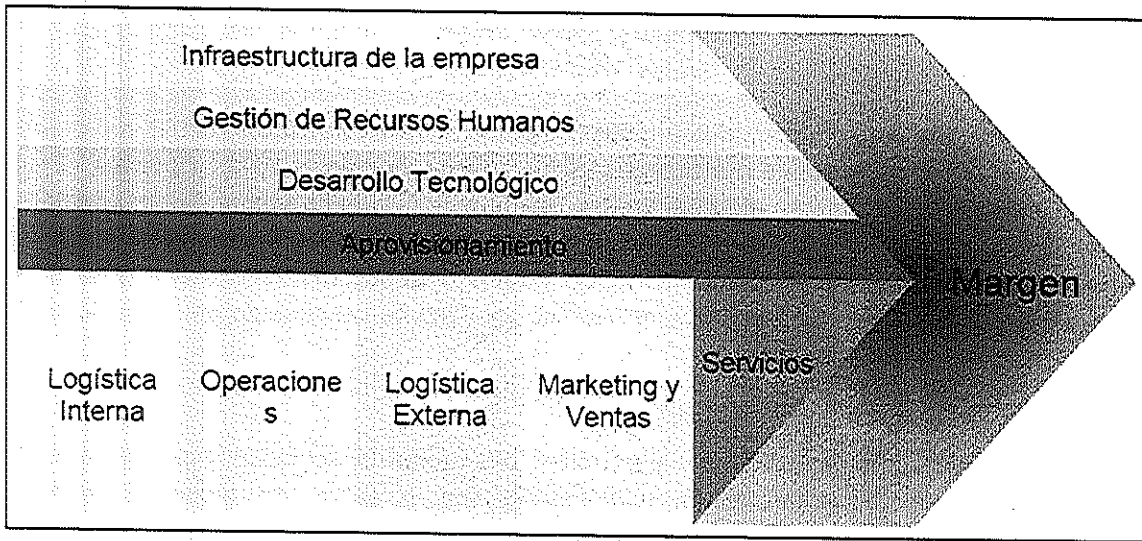 Infraestructura de la empresa
Gestión de Recursos Humanos
Desarrollo Tecnológico
Aprovisionamiento
Margen
Servicios
Logística
Interna
Operacione
s
Logística
Externa
Marketing y
Ventas